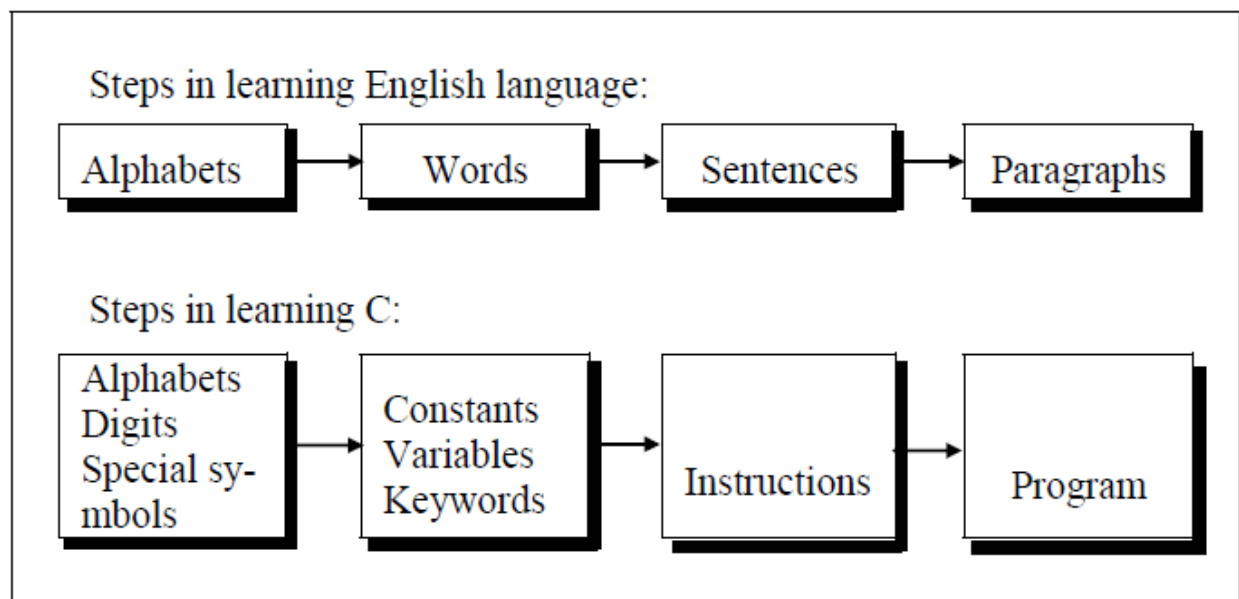 Steps in learning English language:
Alphabets
Words
Sentences
Paragraphs
Steps in learning C:
Alphabets
Digits
Special sy-
mbols
Constants
Variables
Keywords
Instructions
Program